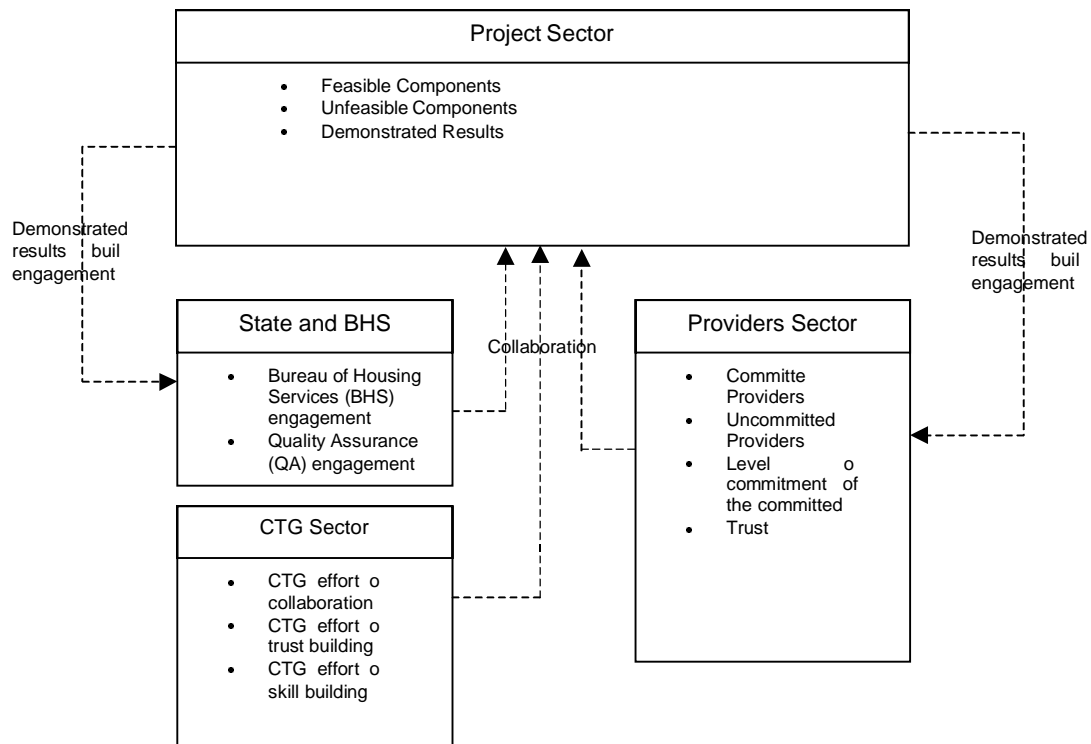 Project Sector
• Feasible Components
• Unfeasible Components
• Demonstrated Results
Demonstrated
results buil
engagement
Demonstrated
results buil
engagement
State and BHS
• Bureau of Housing
Services (BHS)
engagement
• Quality Assurance
(QA) engagement
Collaboration
Providers Sector
• Committe
Providers
• Uncommitted
Providers
• Level o
commitment of
the committed
• Trust
CTG Sector
• CTG effort o
collaboration
• CTG effort o
trust building
• CTG effort o
skill building